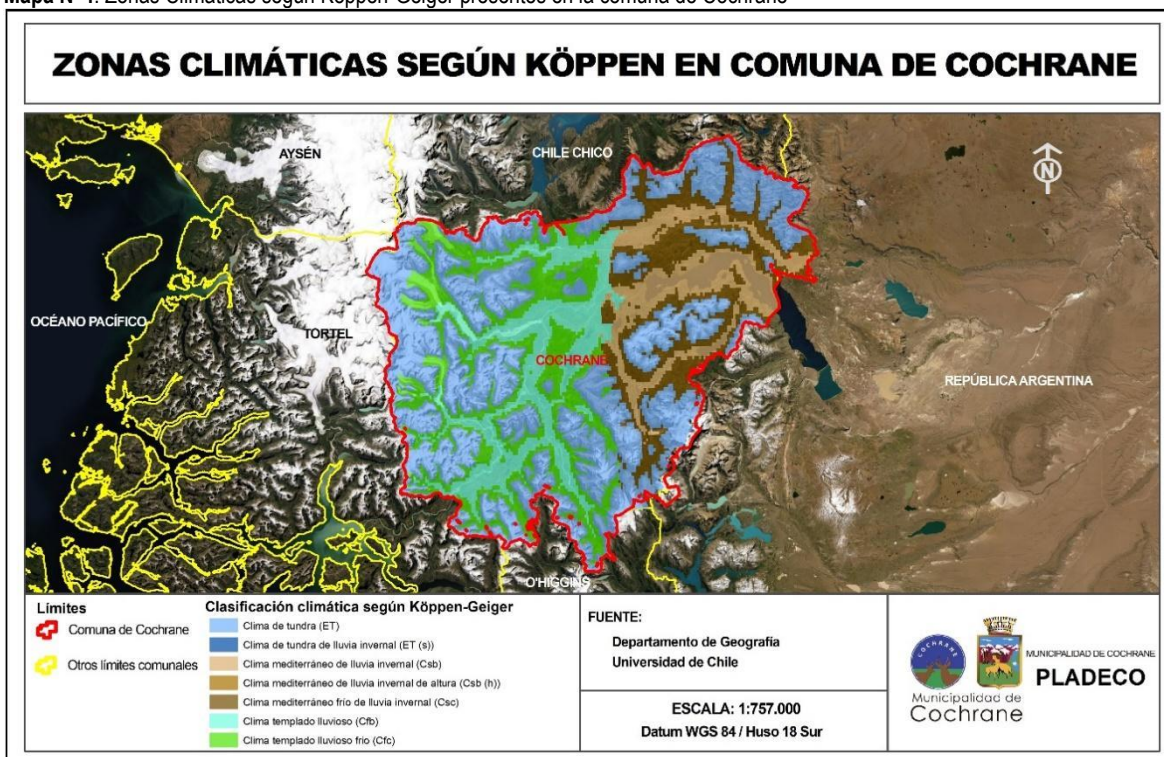 Mapa N° 1. Zonas Climáticas según Köppen-Geiger presentes en la comuna de Cochrane
ZONAS CLIMÁTICAS SEGÚN KÖPPEN EN COMUNA DE COCHRANE
AYSÉN
CHILE CHICO
N
OCÉANO PACÍFICO
TORTEL
COCHRANE
REPÚBLICA ARGENTINA
O'HIGGINS
Límites
Comuna de Cochrane
Otros límites comunales
Clasificación climática según Köppen-Geiger
Clima de tundra (ET)
Clima de tundra de lluvia invernal (ET (s))
Clima mediterráneo de lluvia invernal (Csb)
Clima mediterráneo de lluvia invernal de altura (Csb (h))
Clima mediterráneo frío de lluvia invernal (Csc)
Clima templado lluvioso (Cfb)
Clima templado lluvioso frio (Cfc)
FUENTE:
Departamento de Geografía
Universidad de Chile
ESCALA: 1:757.000
Datum WGS 84 / Huso 18 Sur
COCHRANE
Municipalidad de
Cochrane
MUNICIPALIDAD DE COCHRANE
PLADECO